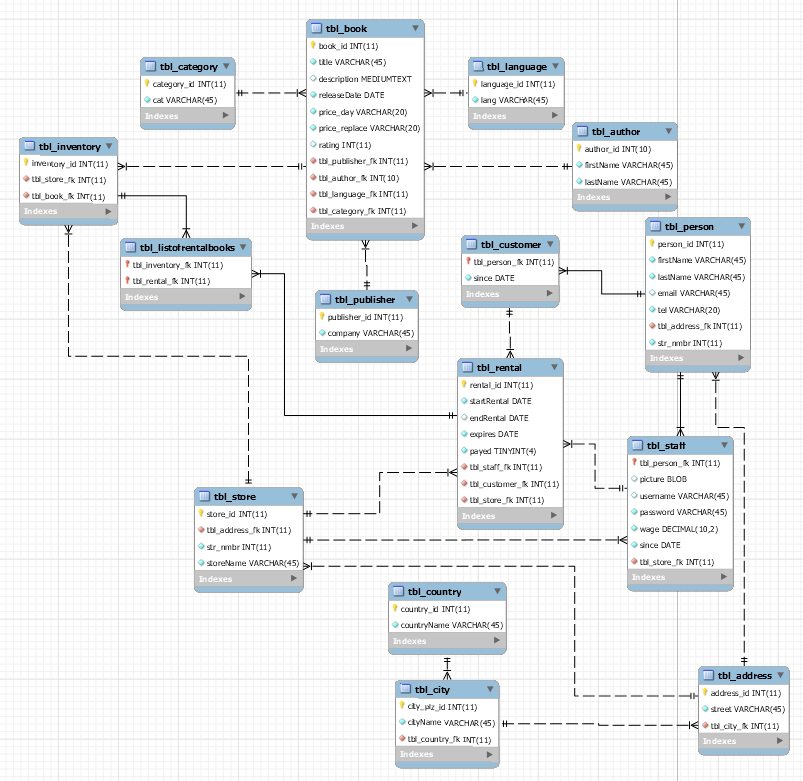 tbl_book
book_id INT(11)
title VARCHAR(45)
description MEDIUMTEXT
releaseDate DATE
price_day VARCHAR(20)
price_replace VARCHAR(20)
rating INT(11)
tbl_publisher_fk INT(11)
tbl_author_fk INT(10)
tbl_language_fk INT(11)
tbl_category_fk INT(11)
Indexes
tbl_category
category_id INT(11)
cat VARCHAR(45)
Indexes
tbl_language
language_id INT(11)
lang VARCHAR(45)
Indexes
tbl_author
author_id INT(10)
firstName VARCHAR(45)
lastName VARCHAR(45)
Indexes
tbl_inventory
inventory_id INT(11)
tbl_store_fk INT(11)
tbl_book_fk INT(11)
Indexes
tbl_listofrentalbooks
tbl_inventory_fk INT(11)
tbl_rental_fk INT(11)
Indexes
tbl_publisher
publisher_id INT(11)
company VARCHAR(45)
Indexes
tbl_customer
tbl_person_fk INT(11)
since DATE
Indexes
tbl_person
person_id INT(11)
firstName VARCHAR(45)
lastName VARCHAR(45)
email VARCHAR(45)
tel VARCHAR(20)
tbl_address_fk INT(11)
str_nmbr INT(11)
Indexes
tbl_rental
rental_id INT(11)
startRental DATE
endRental DATE
expires DATE
payed TINYINT(4)
tbl_staff_fk INT(11)
tbl_customer_fk INT(11)
tbl_store_fk INT(11)
Indexes
tbl_staff
tbl_person_fk INT(11)
picture BLOB
username VARCHAR(45)
password VARCHAR(45)
wage DECIMAL(10,2)
since DATE
tbl_store_fk INT(11)
Indexes
tbl_store
store_id INT(11)
tbl_address_fk INT(11)
str_nmbr INT(11)
storeName VARCHAR(45)
Indexes
tbl_country
country_id INT(11)
countryName VARCHAR(45)
Indexes
tbl_city
city_plz_id INT(11)
cityName VARCHAR(45)
tbl_country_fk INT(11)
Indexes
tbl_address
address_id INT(11)
street VARCHAR(45)
tbl_city_fk INT(11)
Indexes